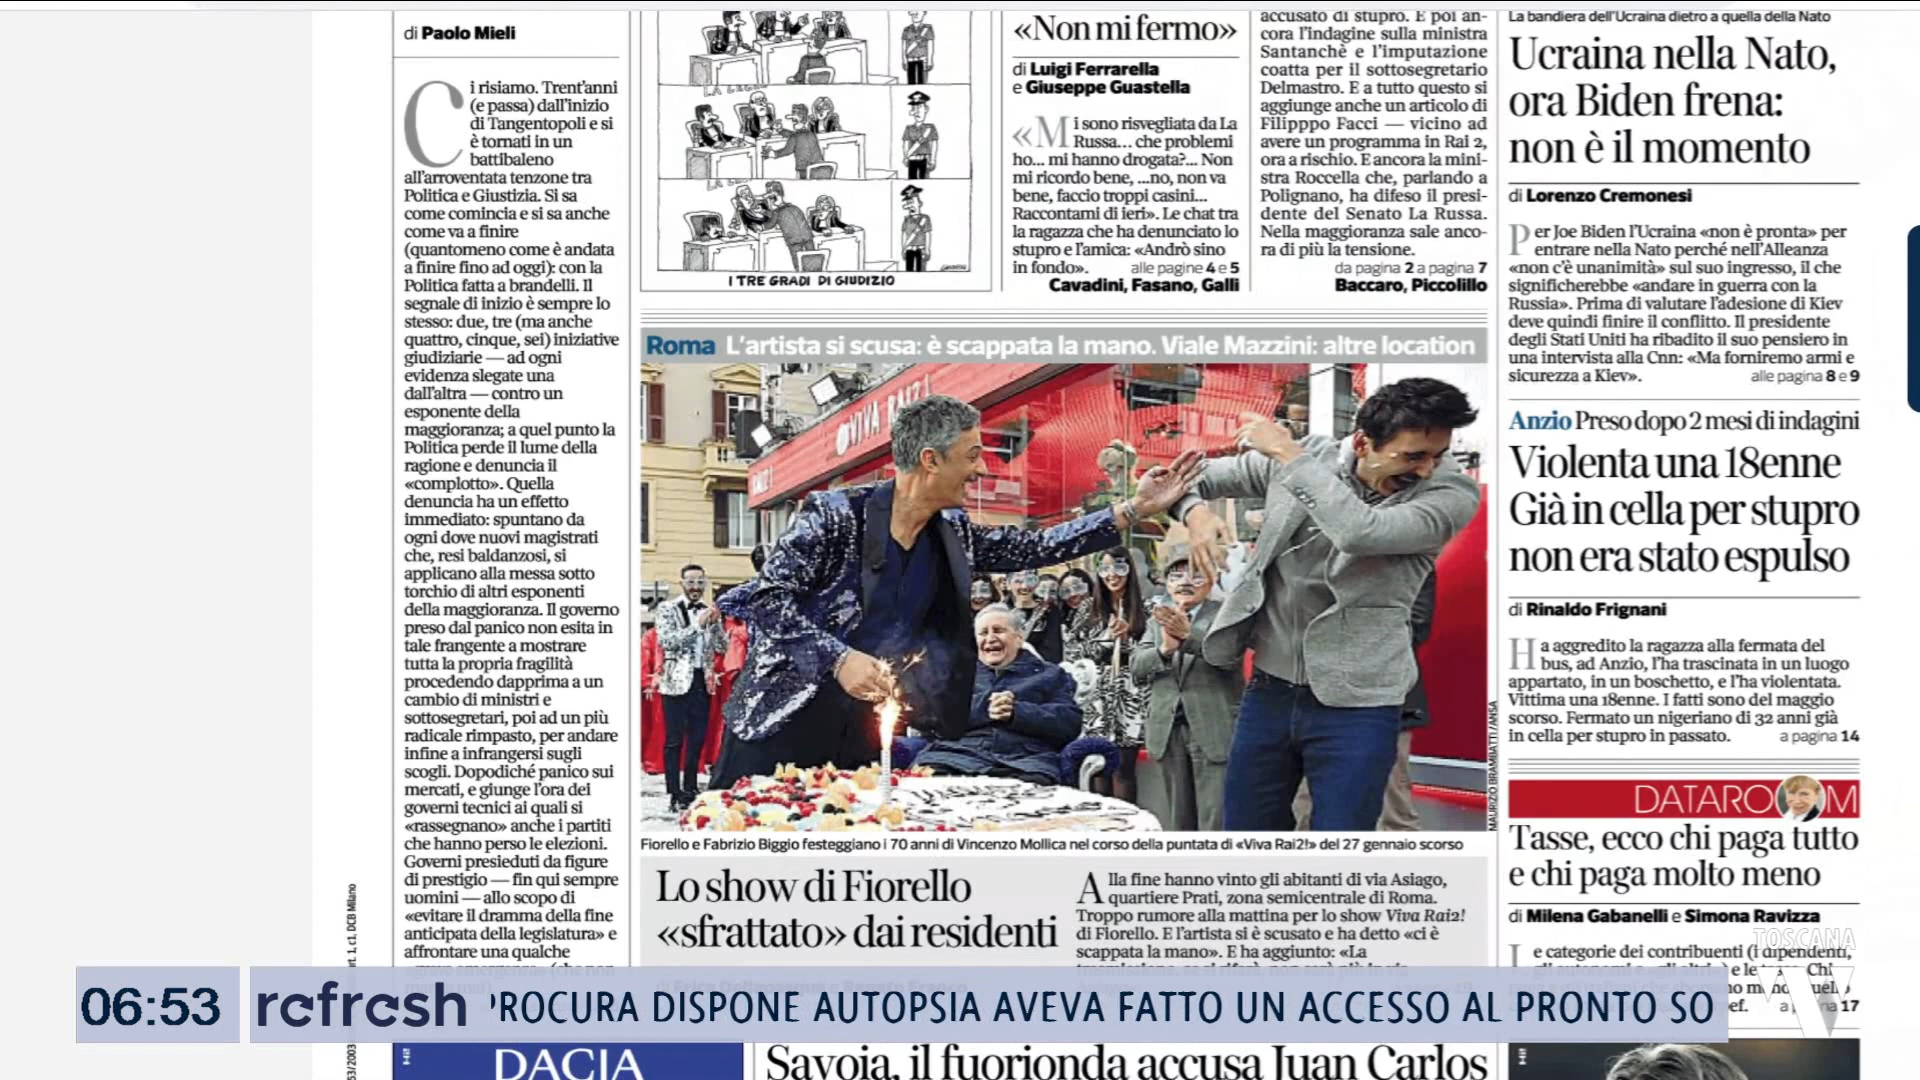 di Paolo Mieli
Ci risiamo. Trent'anni
(e passa) dall'inizio
di Tangentopoli e si
è tornati in un
battibaleno
all'arroventata tenzone tra
Politica e Giustizia. Si sa
come comincia e si sa anche
come va a finire
(quantomeno come è andata
a finire fino ad oggi): con la
Politica fatta a brandelli. Il
segnale di inizio è sempre lo
stesso: due, tre (ma anche
quattro, cinque, sei) iniziative
giudiziarie — ad ogni
evidenza slegate una
dall'altra — contro un
esponente della
maggioranza; a quel punto la
Politica perde il lume della
ragione e denuncia il
«complotto». Quella
denuncia ha un effetto
immediato: spuntano da
ogni dove nuovi magistrati
che, resi baldanzosi, si
applicano alla messa sotto
torchio di altri esponenti
della maggioranza. Il governo
preso dal panico non esita in
tale frangente a mostrare
tutta la propria fragilità
procedendo dapprima a un
cambio di ministri e
sottosegretari, poi ad un più
radicale rimpasto, per andare
infine a infrangersi sugli
scogli. Dopodiché panico sui
mercati, e giunge l'ora dei
governi tecnici ai quali si
«rassegnano» anche i partiti
che hanno perso le elezioni.
Governi presieduti da figure
di prestigio — fin qui sempre
uomini — allo scopo di
«evitare il dramma della fine
anticipata della legislatura» e
affrontare una qualche
I TRE GRADI DI GIUDIZIO
«Non mi fermo»
di Luigi Ferrarella
e Giuseppe Guastella
«Mi sono risvegliata da La
Russa... che problemi
ho... mi hanno drogata?... Non
mi ricordo bene, ...no, non va
bene, faccio troppi casini...
Raccontami di ieri». Le chat tra
la ragazza che ha denunciato lo
stupro e l'amica: «Andrò sino
in fondo». alle pagine 4 e 5
Cavadini, Fasano, Galli
accusato di stupro. E poi an-
cora l'indagine sulla ministra
Santanchè e l'imputazione
coatta per il sottosegretario
Delmastro. E a tutto questo si
aggiunge anche un articolo di
Filipppo Facci — vicino ad
avere un programma in Rai 2,
ora a rischio. E ancora la mini-
stra Roccella che, parlando a
Polignano, ha difeso il presi-
dente del Senato La Russa.
Nella maggioranza sale anco-
ra di più la tensione.
da pagina 2 a pagina 7
Baccaro, Piccolillo
Roma L'artista si scusa: è scappata la mano. Viale Mazzini: altre location
VIVA RAI2!
MAURIZIO BRAMBATTI / ANSA
Fiorello e Fabrizio Biggio festeggiano i 70 anni di Vincenzo Mollica nel corso della puntata di «Viva Rai2!» del 27 gennaio scorso
Lo show di Fiorello
«sfrattato» dai residenti
Alla fine hanno vinto gli abitanti di via Asiago,
quartiere Prati, zona semicentrale di Roma.
Troppo rumore alla mattina per lo show Viva Rai2!
di Fiorello. E l'artista si è scusato e ha detto «ci è
scappata la mano». E ha aggiunto: «La
La bandiera dell'Ucraina dietro a quella della Nato
Ucraina nella Nato,
ora Biden frena:
non è il momento
di Lorenzo Cremonesi
Per Joe Biden l'Ucraina «non è pronta» per
entrare nella Nato perché nell'Alleanza
«non c'è unanimità» sul suo ingresso, il che
significherebbe «andare in guerra con la
Russia». Prima di valutare l'adesione di Kiev
deve quindi finire il conflitto. Il presidente
degli Stati Uniti ha ribadito il suo pensiero in
una intervista alla Cnn: «Ma forniremo armi e
sicurezza a Kiev». alle pagina 8 e 9
Anzio Preso dopo 2 mesi di indagini
Violenta una 18enne
Già in cella per stupro
non era stato espulso
di Rinaldo Frignani
Ha aggredito la ragazza alla fermata del
bus, ad Anzio, l'ha trascinata in un luogo
appartato, in un boschetto, e l'ha violentata.
Vittima una 18enne. I fatti sono del maggio
scorso. Fermato un nigeriano di 32 anni già
in cella per stupro in passato. a pagina 14
DATAROOM
Tasse, ecco chi paga tutto
e chi paga molto meno
di Milena Gabanelli e Simona Ravizza
Le categorie dei contribuenti (i dipendenti,
TOSCANA
17
art. 1, c1, DCB Milano
06:53
refresh
PROCURA DISPONE AUTOPSIA AVEVA FATTO UN ACCESSO AL PRONTO SO
DACIA
Savoia, il fuorionda accusa Juan Carlos